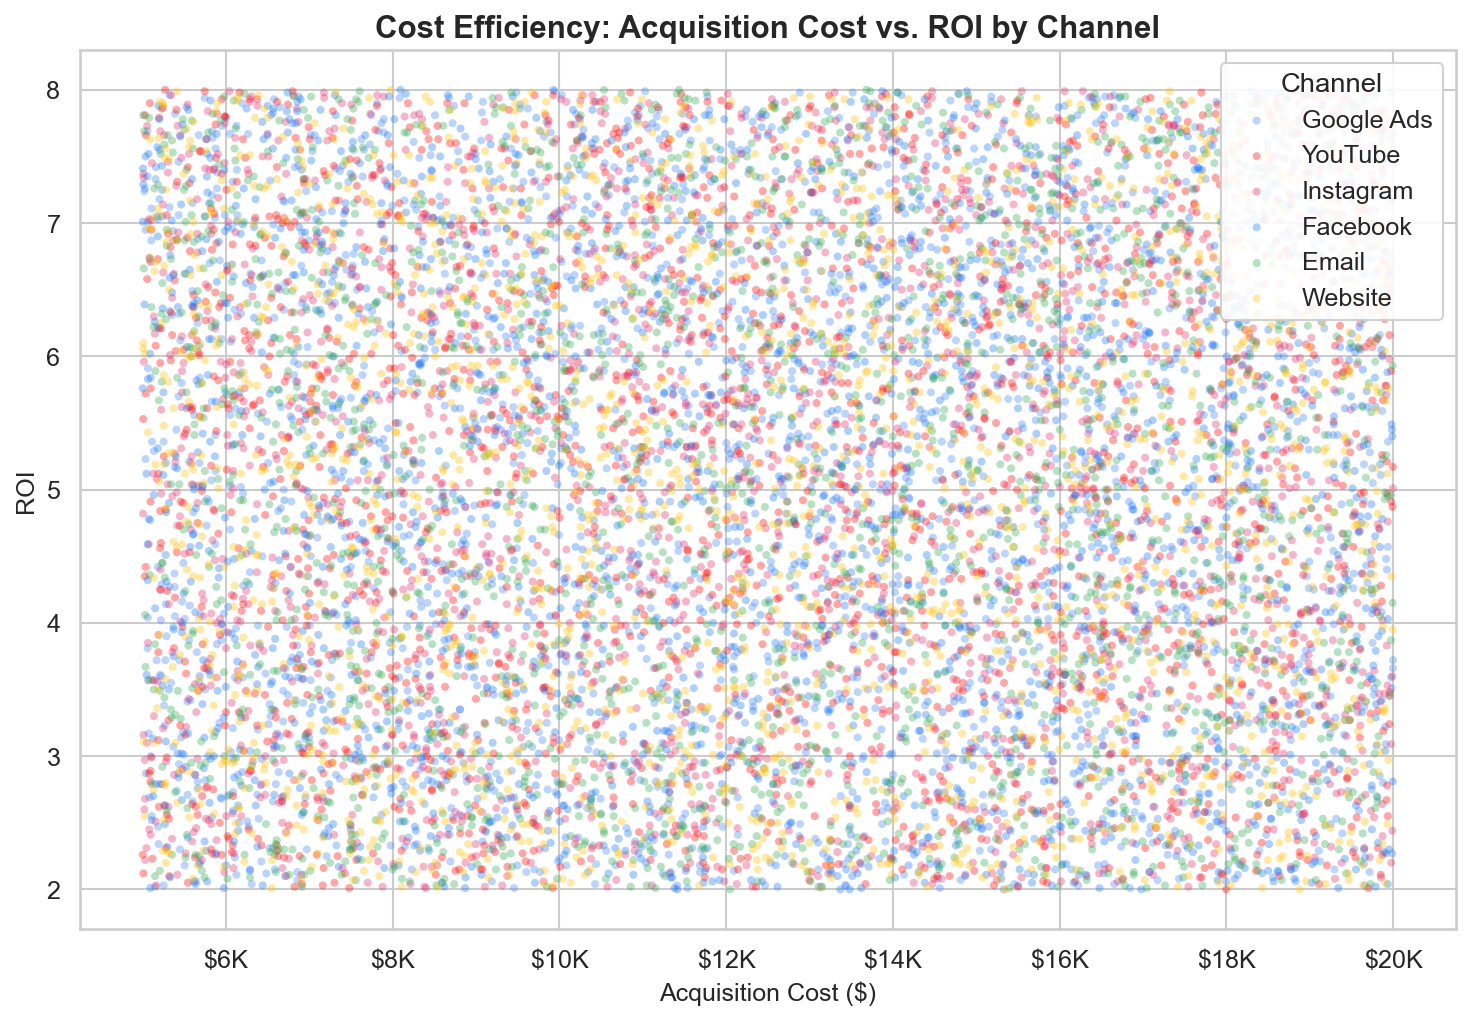 Cost Efficiency: Acquisition Cost vs. ROI by Channel
Channel
Google Ads
YouTube
Instagram
Facebook
Email
Website
8
7
6
5
4
3
2
ROI
$6K $8K $10K $12K $14K $16K $18K $20K
Acquisition Cost ($)